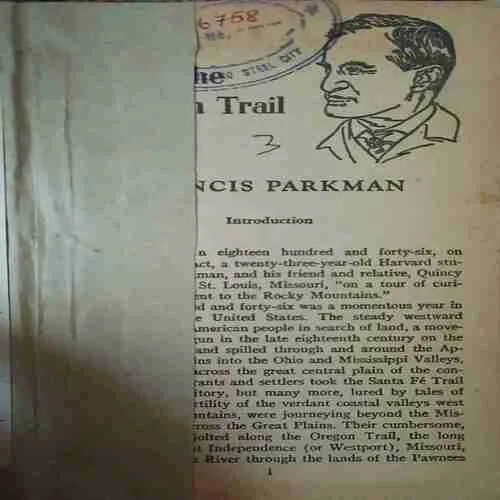 6758
STEEL CITY
he
n Trail
3
NCIS PARKMAN
Introduction
n eighteen hundred and forty-six, on
act, a twenty-three-year-old Harvard stu-
man, and his friend and relative, Quincy
St. Louis, Missouri, "on a tour of curi-
ent to the Rocky Mountains."
ed and forty-six was a momentous year in
e United States. The steady westward
American people in search of land, a move-
gun in the late eighteenth century on the
and spilled through and around the Ap-
ins into the Ohio and Mississippi Valleys,
across the great central plain of the con-
rants and settlers took the Santa Fé Trail
itory, but many more, lured by tales of
rtility of the verdant coastal valleys west
untains, were journeying beyond the Mis-
cross the Great Plains. Their cumbersome,
jolted along the Oregon Trail, the long
at Independence (or Westport), Missouri,
e River through the lands of the Pawnees
1